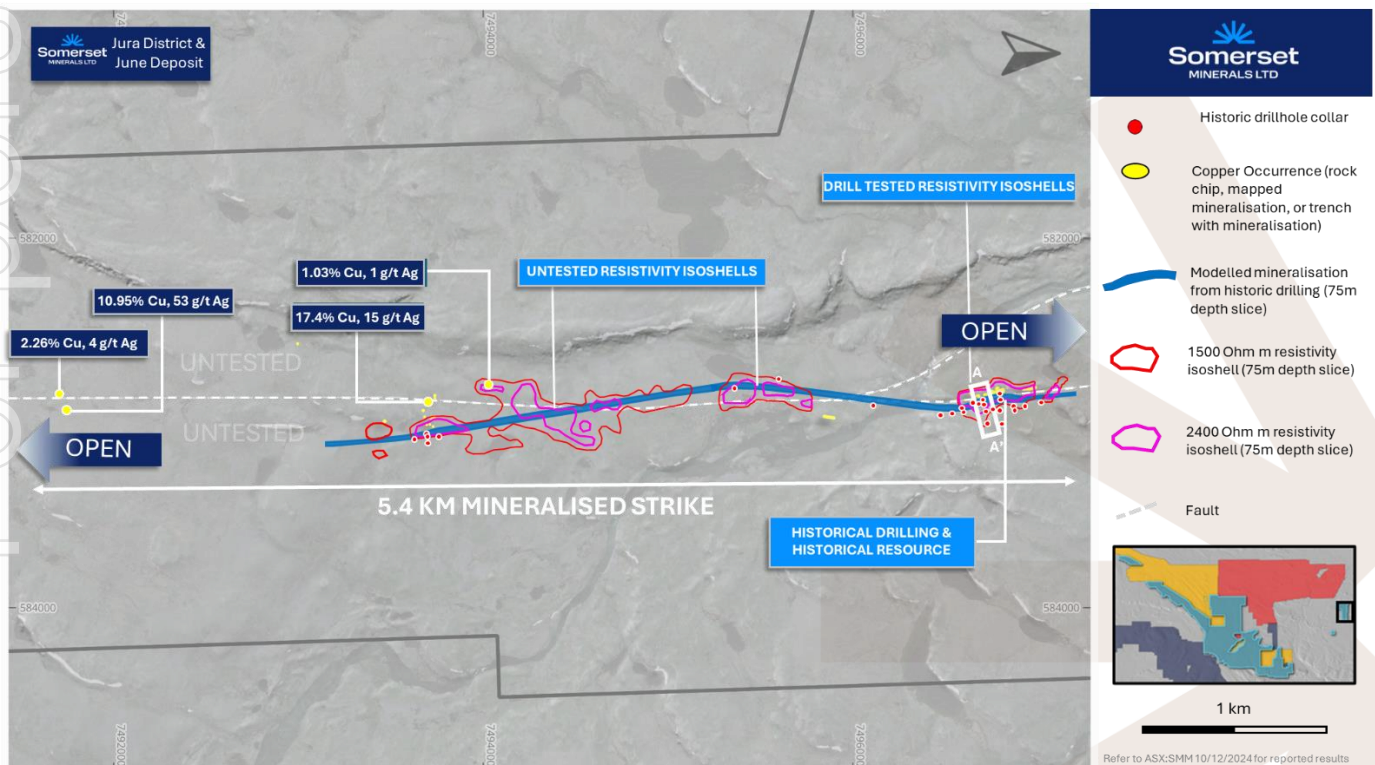 Somerset
MINERALS LTD
Jura District &
June Deposit
7494000
7496000
Somerset
MINERALS LTD
Historic drillhole collar
Copper Occurrence (rock
chip, mapped
mineralisation, or trench
with mineralisation)
Modelled mineralisation
from historic drilling (75m
depth slice)
1500 Ohm m resistivity
isoshell (75m depth slice)
2400 Ohm m resistivity
isoshell (75m depth slice)
Fault
1 km
Refer to ASX:SMM 10/12/2024 for reported results
DRILL TESTED RESISTIVITY ISOSHELLS
582000
582000
1.03% Cu, 1 g/t Ag
UNTESTED RESISTIVITY ISOSHELLS
10.95% Cu, 53 g/t Ag
17.4% Cu, 15 g/t Ag
2.26% Cu, 4 g/t Ag
OPEN
UNTESTED
A
UNTESTED
OPEN
A'
5.4 KM MINERALISED STRIKE
HISTORICAL DRILLING &
HISTORICAL RESOURCE
584000
584000
7492000
7494000
7496000